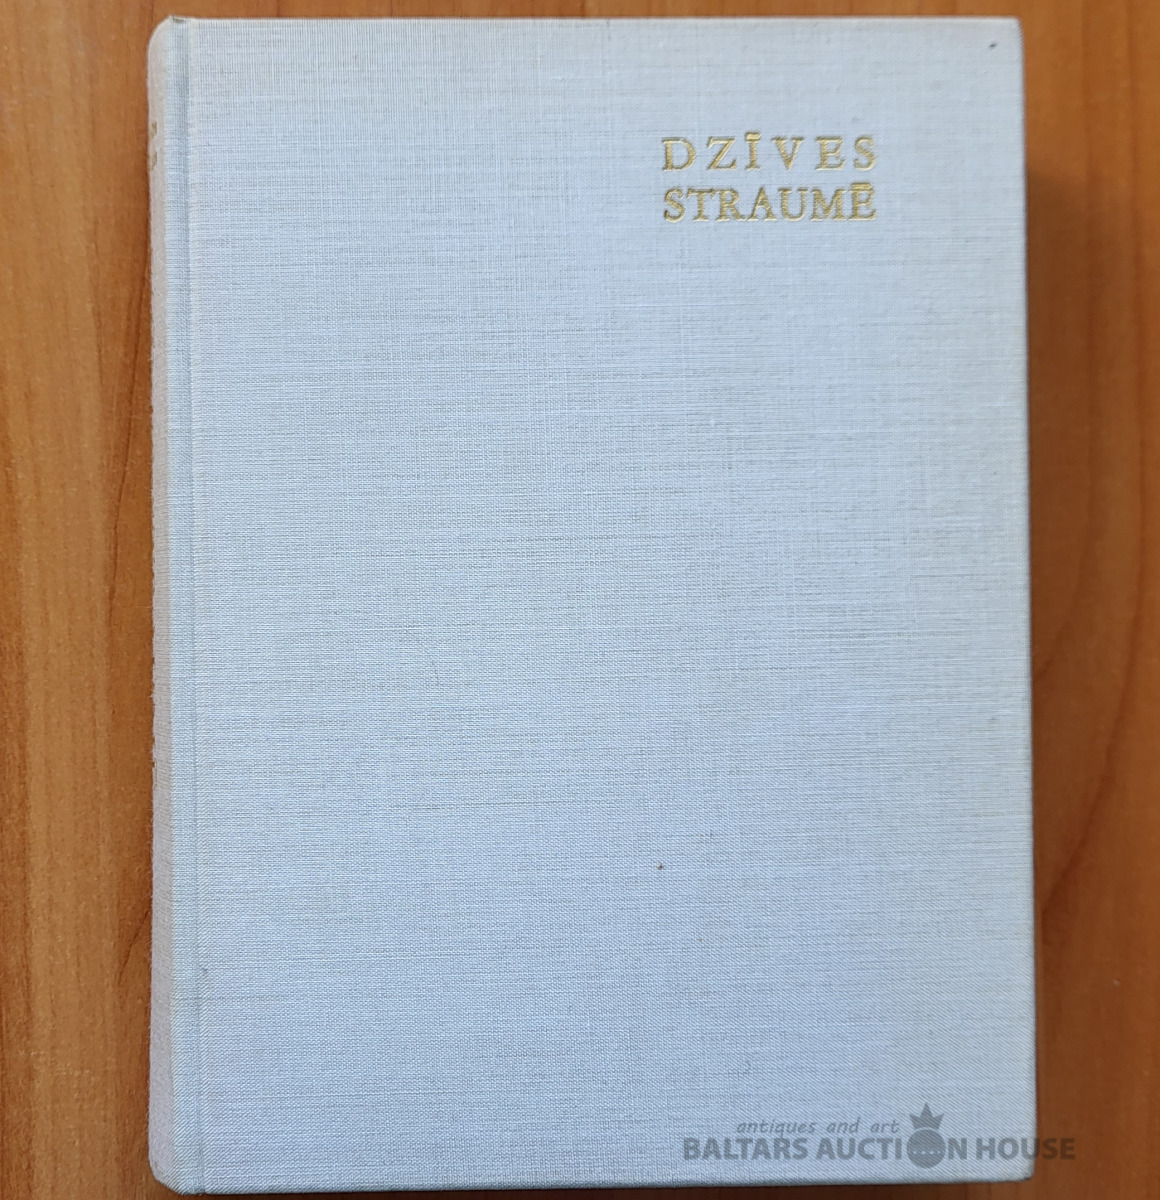 DZĪVES
STRAUMĒ
antiques and art
BALTARS AUCTION HOUSE